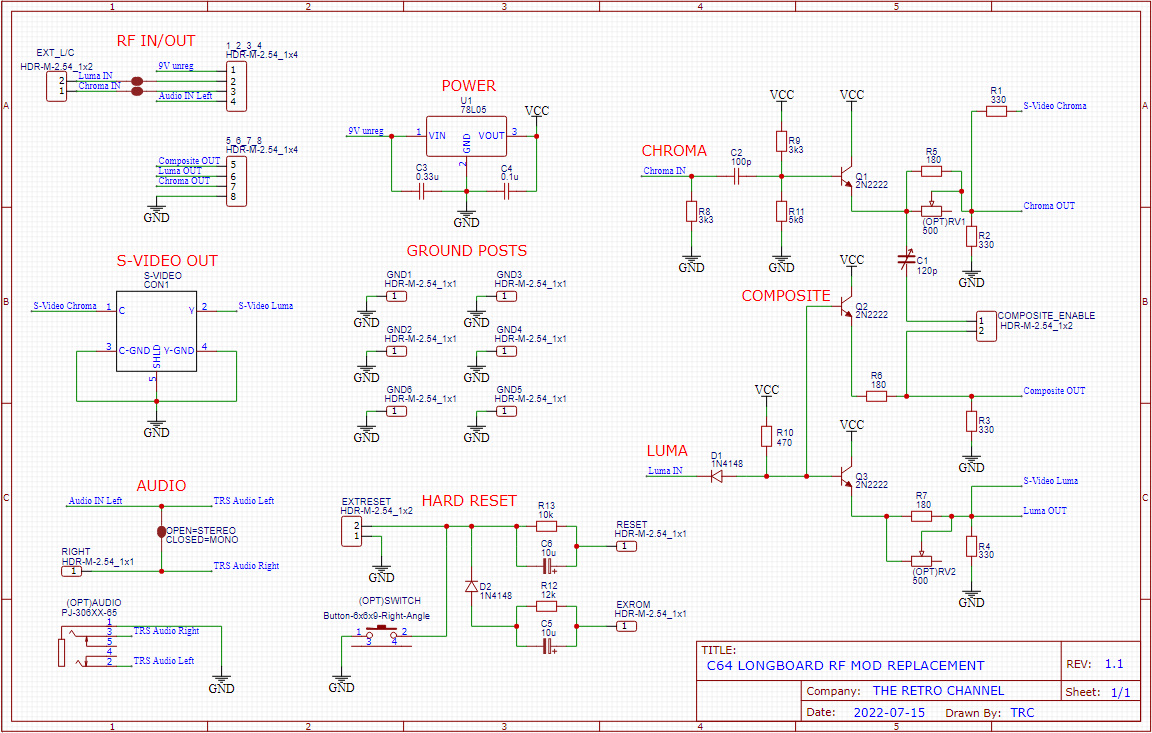 1 2 3 4 5
A A
B B
C C
RF IN/OUT
EXT_L/C
HDR-M-2.54_1x2
Luma IN
2
Chroma IN
1
1_2_3_4
HDR-M-2.54_1x4
9V unreg
1
2
3
Audio IN Left
4
5_6_7_8
HDR-M-2.54_1x4
Composite OUT
5
Luma OUT
6
Chroma OUT
7
8
GND
POWER
U1
78L05
VCC
9V unreg
1 VIN VOUT 3
GND
2
C3
0.33u
C4
0.1u
GND
CHROMA
Chroma IN
C2
100p
R8
3k3
GND
VCC
R9
3k3
R11
5k6
GND
VCC
Q1
2N2222
R5
180
(OPT)RV1
500
R1
330
S-Video Chroma
Chroma OUT
R2
330
GND
C1
120p
S-VIDEO OUT
S-VIDEO
CON1
S-Video Chroma 1 C Y 2 S-Video Luma
3 C-GND Y-GND 4
SHLD
5
GND
GROUND POSTS
GND1
HDR-M-2.54_1x1
1
GND
GND3
HDR-M-2.54_1x1
1
GND
GND2
HDR-M-2.54_1x1
1
GND
GND4
HDR-M-2.54_1x1
1
GND
GND6
HDR-M-2.54_1x1
1
GND
GND5
HDR-M-2.54_1x1
1
GND
COMPOSITE
VCC
Q2
2N2222
1
2
COMPOSITE_ENABLE
HDR-M-2.54_1x2
R6
180
Composite OUT
R3
330
GND
LUMA
Luma IN
D1
1N4148
VCC
R10
470
VCC
Q3
2N2222
R7
180
(OPT)RV2
500
S-Video Luma
Luma OUT
R4
330
GND
AUDIO
Audio IN Left
TRS Audio Left
OPEN=STEREO
CLOSED=MONO
RIGHT
HDR-M-2.54_1x1
1
TRS Audio Right
(OPT)AUDIO
PJ-306XX-65
1
3
TRS Audio Right
5
4
2
TRS Audio Left
GND
HARD RESET
EXTRESET
HDR-M-2.54_1x2
2
1
GND
(OPT)SWITCH
Button-6x6x9-Right-Angle
1 2
3 4
GND
D2
1N4148
R13
10k
C6
10u
+
RESET
HDR-M-2.54_1x1
1
R12
12k
C5
10u
+
EXROM
HDR-M-2.54_1x1
1
TITLE:
C64 LONGBOARD RF MOD REPLACEMENT
REV: 1.1
Company: THE RETRO CHANNEL
Sheet: 1/1
Date: 2022-07-15 Drawn By: TRC
1 2 3 4 5